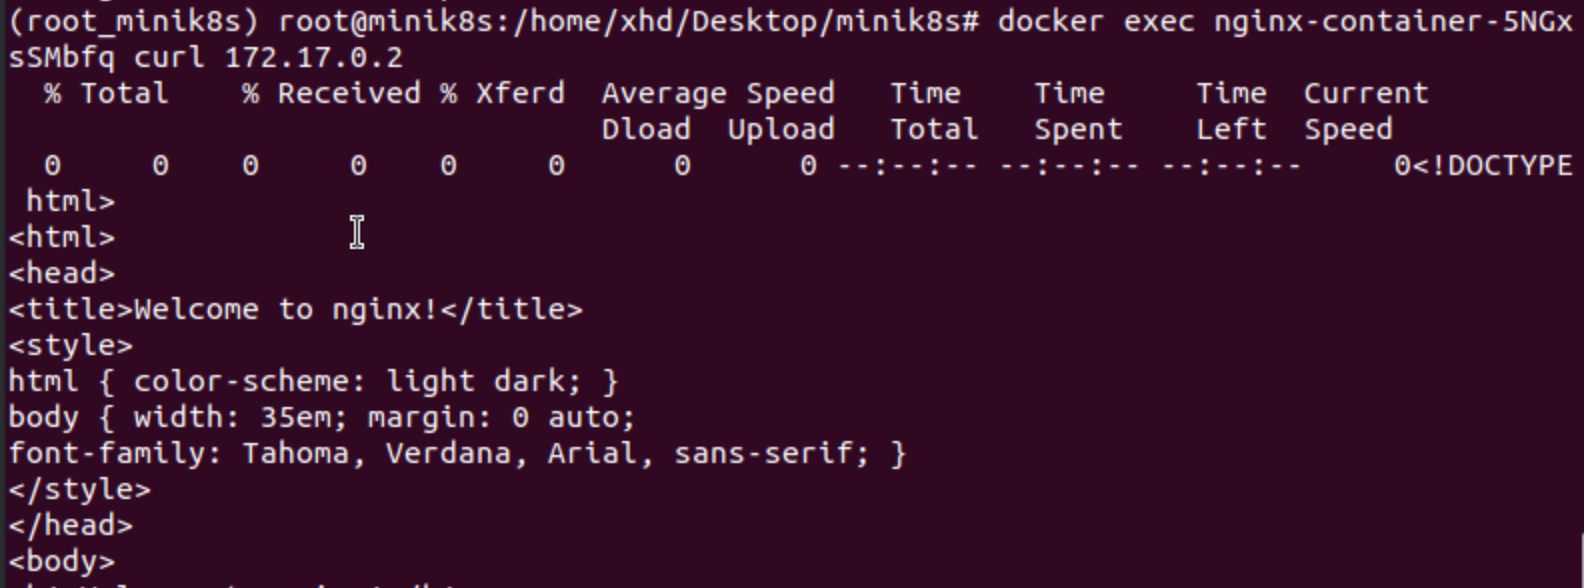 (root_minik8s) root@minik8s:/home/xhd/Desktop/minik8s# docker exec nginx-container-5NGx
sSMbfq curl 172.17.0.2
  % Total    % Received % Xferd  Average Speed   Time    Time     Time  Current
                                 Dload  Upload   Total   Spent    Left  Speed
  0     0    0     0    0     0      0      0 --:--:-- --:--:-- --:--:--     0<!DOCTYPE
 html>
<html>
<head>
<title>Welcome to nginx!</title>
<style>
html { color-scheme: light dark; }
body { width: 35em; margin: 0 auto;
font-family: Tahoma, Verdana, Arial, sans-serif; }
</style>
</head>
<body>